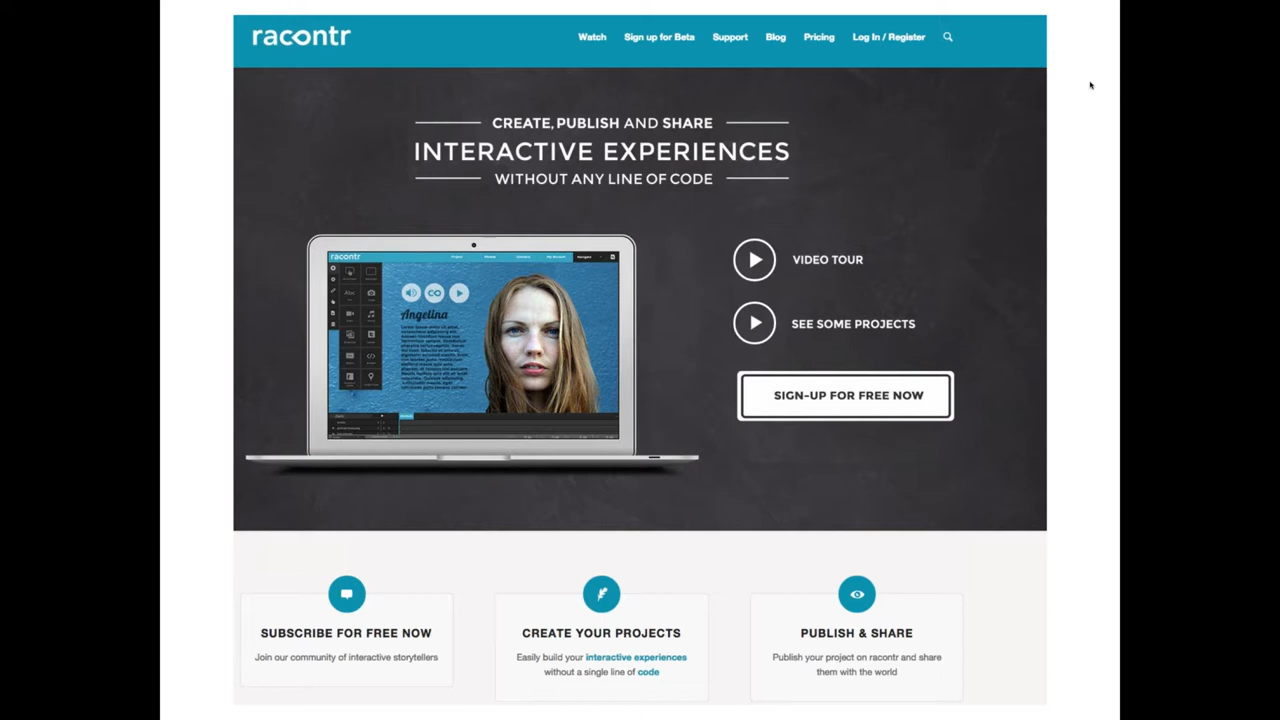 racontr
Watch Sign up for Beta Support Blog Pricing Log In / Register
CREATE, PUBLISH AND SHARE
INTERACTIVE EXPERIENCES
WITHOUT ANY LINE OF CODE
racontr
Angelina
VIDEO TOUR
SEE SOME PROJECTS
SIGN-UP FOR FREE NOW
SUBSCRIBE FOR FREE NOW
Join our community of interactive storytellers
CREATE YOUR PROJECTS
Easily build your interactive experiences
without a single line of code
PUBLISH & SHARE
Publish your project on racontr and share
them with the world